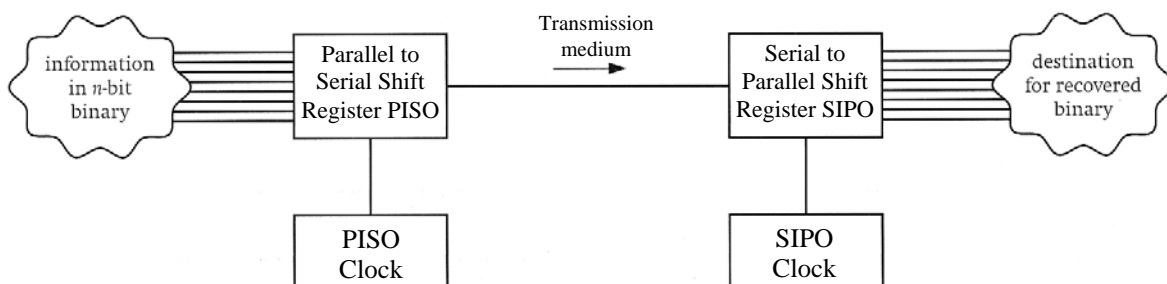 information
in n-bit
binary
Parallel to
Serial Shift
Register PISO
Transmission
medium
Serial to
Parallel Shift
Register SIPO
destination
for recovered
binary
PISO
Clock
SIPO
Clock